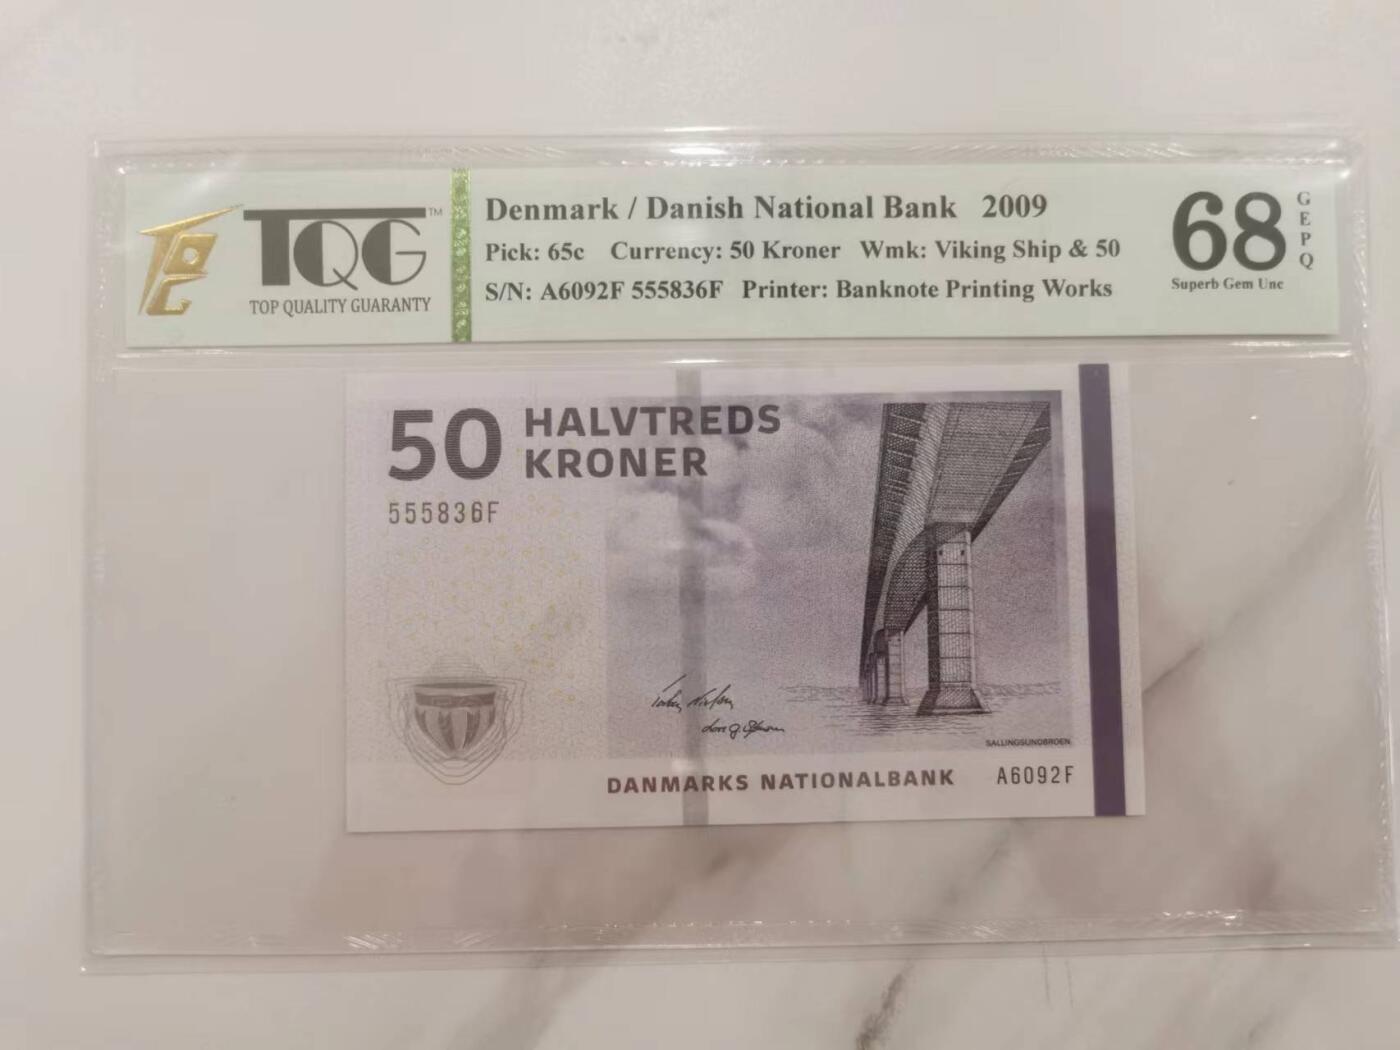 TQG™
TOP QUALITY GUARANTY
Denmark / Danish National Bank 2009
Pick: 65c Currency: 50 Kroner Wmk: Viking Ship & 50
S/N: A6092F 555836F Printer: Banknote Printing Works
68
GEPQ
Superb Gem Unc
50 HALVTREDS
KRONER
555836F
SALLINGSUNDBROEN
DANMARKS NATIONALBANK A6092F